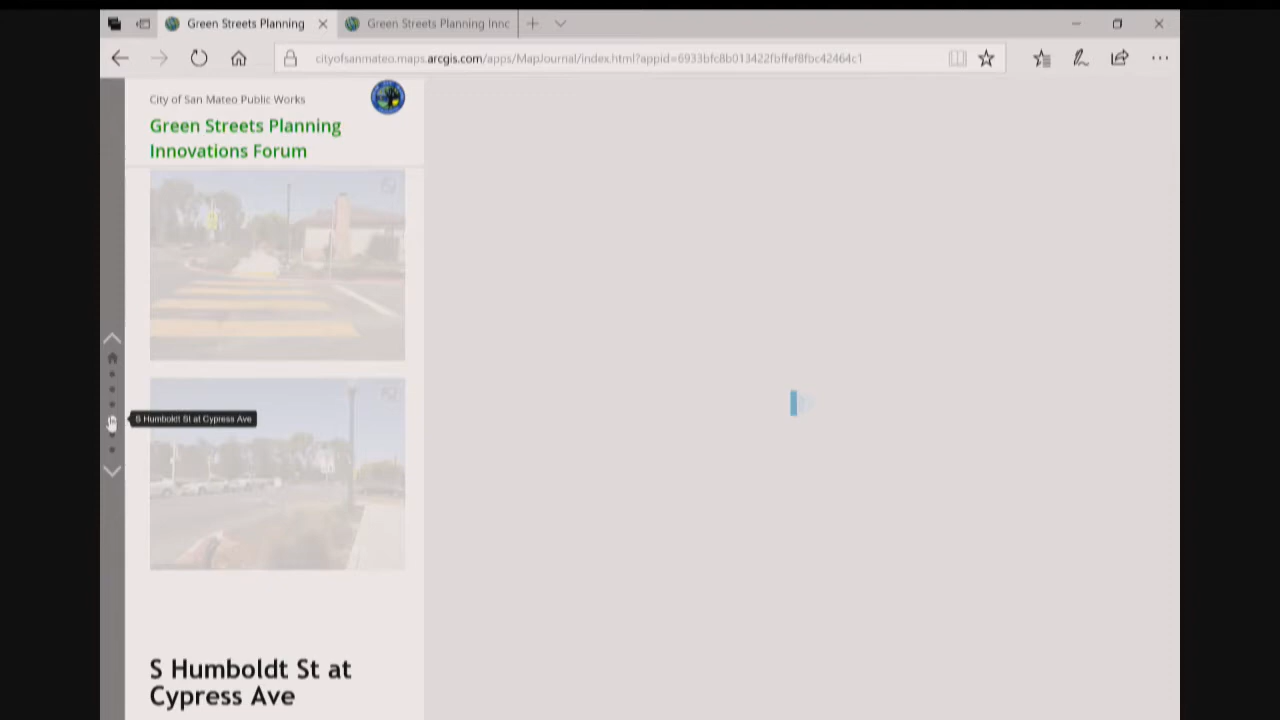 Green Streets Planning
Green Streets Planning Innc
cityofsanmateo.maps.arcgis.com/apps/MapJournal/index.html?appid=6933bfc8b013422fbffef8fbc42464c1
City of San Mateo Public Works
Green Streets Planning
Innovations Forum
S Humboldt St at Cypress Ave
S Humboldt St at
Cypress Ave